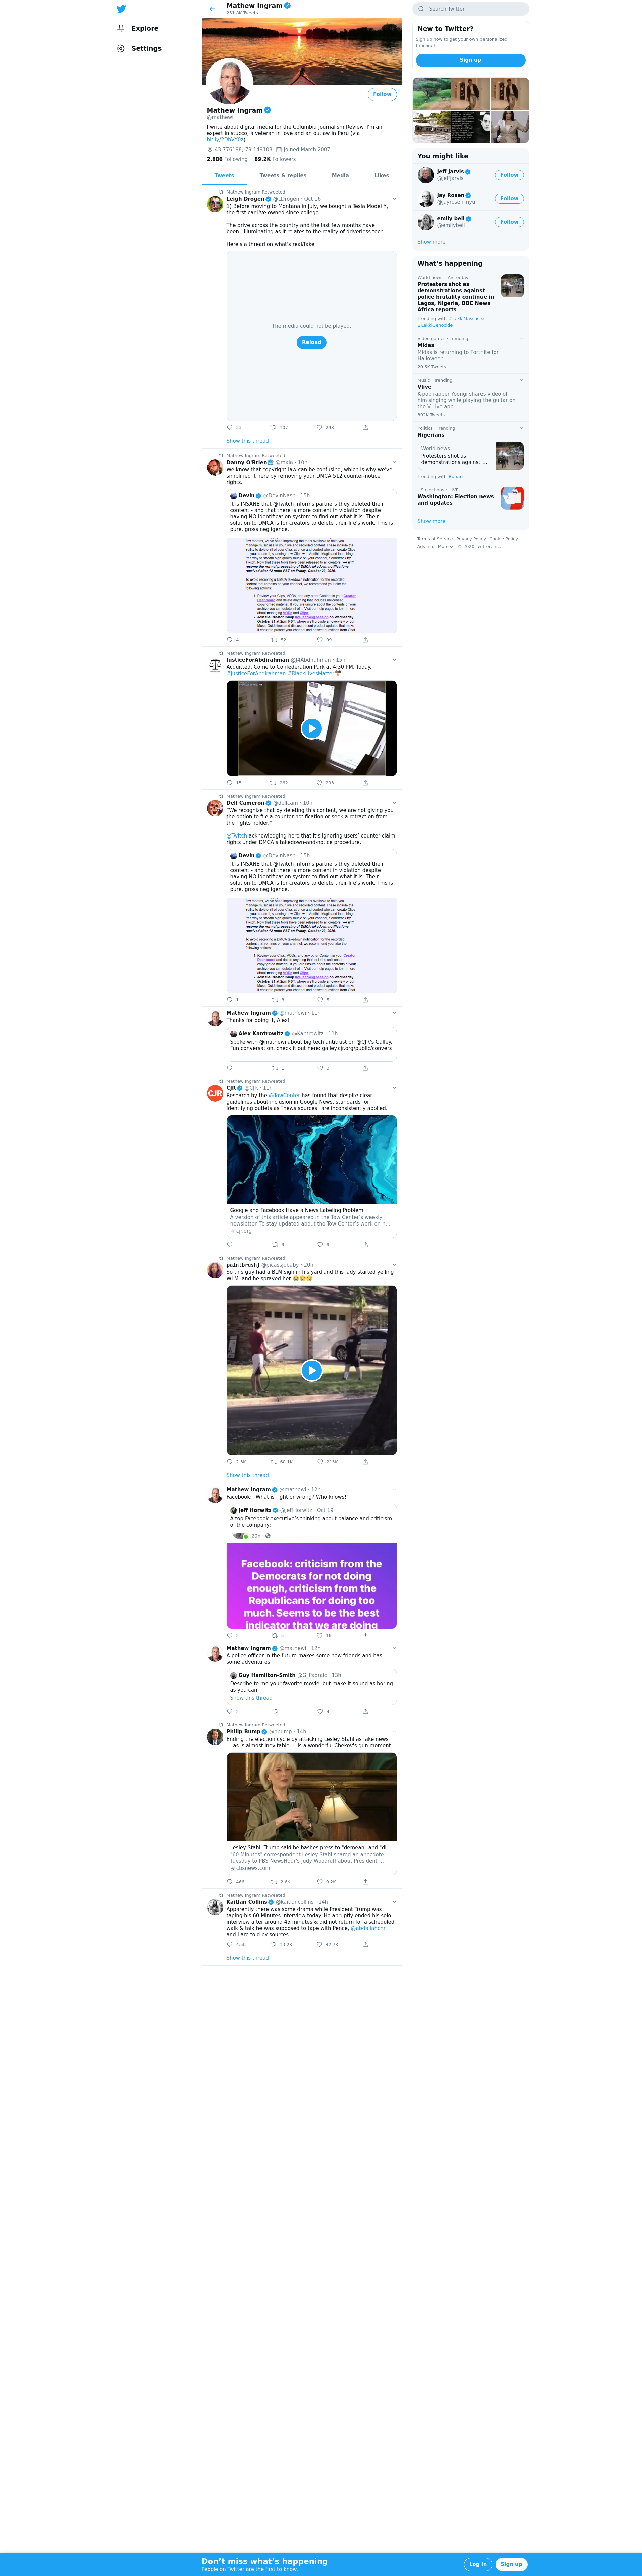 Explore
Settings
Mathew Ingram
251.8K Tweets
Follow
Mathew Ingram
@mathewi
I write about digital media for the Columbia Journalism Review. I'm an
expert in stucco, a veteran in love and an outlaw in Peru (via
bit.ly/2DhVY0z)
43.776188,-79.149103 Joined March 2007
2,886 Following 89.2K Followers
Tweets Tweets & replies Media Likes
Mathew Ingram Retweeted
Leigh Drogen @LDrogen · Oct 16
1) Before moving to Montana in July, we bought a Tesla Model Y,
the first car I've owned since college
The drive across the country and the last few months have
been...illuminating as it relates to the reality of driverless tech
Here's a thread on what's real/fake
The media could not be played.
Reload
33 107 298
Show this thread
Mathew Ingram Retweeted
Danny O'Brien @mala · 10h
We know that copyright law can be confusing, which is why we've
simplified it here by removing your DMCA 512 counter-notice
rights.
Devin @DevinNash · 15h
It is INSANE that @Twitch informs partners they deleted their
content - and that there is more content in violation despite
having NO identification system to find out what it is. Their
solution to DMCA is for creators to delete their life's work. This is
pure, gross negligence.
4 52 99
Mathew Ingram Retweeted
JusticeForAbdirahman @J4Abdirahman · 15h
Acquitted. Come to Confederation Park at 4:30 PM. Today.
#JusticeForAbdirahman #BlackLivesMatter
15 262 293
Mathew Ingram Retweeted
Dell Cameron @dellcam · 10h
"We recognize that by deleting this content, we are not giving you
the option to file a counter-notification or seek a retraction from
the rights holder."
@Twitch acknowledging here that it's ignoring users' counter-claim
rights under DMCA's takedown-and-notice procedure.
Devin @DevinNash · 15h
It is INSANE that @Twitch informs partners they deleted their
content - and that there is more content in violation despite
having NO identification system to find out what it is. Their
solution to DMCA is for creators to delete their life's work. This is
pure, gross negligence.
1 3 5
Mathew Ingram @mathewi · 11h
Thanks for doing it, Alex!
Alex Kantrowitz @Kantrowitz · 11h
Spoke with @mathewi about big tech antitrust on @CJR's Galley.
Fun conversation, check it out here: galley.cjr.org/public/convers
...
1 3
Mathew Ingram Retweeted
CJR @CJR · 11h
Research by the @TowCenter has found that despite clear
guidelines about inclusion in Google News, standards for
identifying outlets as "news sources" are inconsistently applied.
Google and Facebook Have a News Labeling Problem
A version of this article appeared in the Tow Center's weekly
newsletter. To stay updated about the Tow Center's work on h...
cjr.org
9 9
Mathew Ingram Retweeted
paintbrushj @picassjobaby · 20h
So this guy had a BLM sign in his yard and this lady started yelling
WLM. and he sprayed her
2.3K 68.1K 215K
Show this thread
Mathew Ingram @mathewi · 12h
Facebook: "What is right or wrong? Who knows!"
Jeff Horwitz @JeffHorwitz · Oct 19
A top Facebook executive's thinking about balance and criticism
of the company:
20h
Facebook: criticism from the
Democrats for not doing
enough, criticism from the
Republicans for doing too
much. Seems to be the best
indicator that we are doing
2 5 16
Mathew Ingram @mathewi · 12h
A police officer in the future makes some new friends and has
some adventures
Guy Hamilton-Smith @G_Padraic · 13h
Describe to me your favorite movie, but make it sound as boring
as you can.
Show this thread
2 4
Mathew Ingram Retweeted
Philip Bump @pbump · 14h
Ending the election cycle by attacking Lesley Stahl as fake news
— as is almost inevitable — is a wonderful Chekov's gun moment.
Lesley Stahl: Trump said he bashes press to "demean" and "di...
"60 Minutes" correspondent Lesley Stahl shared an anecdote
Tuesday to PBS NewsHour's Judy Woodruff about President ...
cbsnews.com
466 2.6K 9.2K
Mathew Ingram Retweeted
Kaitlan Collins @kaitlancollins · 14h
Apparently there was some drama while President Trump was
taping his 60 Minutes interview today. He abruptly ended his solo
interview after around 45 minutes & did not return for a scheduled
walk & talk he was supposed to tape with Pence, @abdallahcnn
and I are told by sources.
4.5K 13.2K 42.7K
Show this thread
Search Twitter
New to Twitter?
Sign up now to get your own personalized
timeline!
Sign up
You might like
Jeff Jarvis
@jeffjarvis
Follow
Jay Rosen
@jayrosen_nyu
Follow
emily bell
@emilybell
Follow
Show more
What's happening
World news · Yesterday
Protesters shot as
demonstrations against
police brutality continue in
Lagos, Nigeria, BBC News
Africa reports
Trending with #LekkiMassacre,
#LekkiGenocide
Video games · Trending
Midas
Midas is returning to Fortnite for
Halloween
20.5K Tweets
Music · Trending
Vlive
K-pop rapper Yoongi shares video of
him singing while playing the guitar on
the V Live app
392K Tweets
Politics · Trending
Nigerians
World news
Protesters shot as
demonstrations against ...
Trending with Buhari
US elections · LIVE
Washington: Election news
and updates
Show more
Terms of Service Privacy Policy Cookie Policy
Ads info More © 2020 Twitter, Inc.
Don't miss what's happening
People on Twitter are the first to know.
Log in Sign up